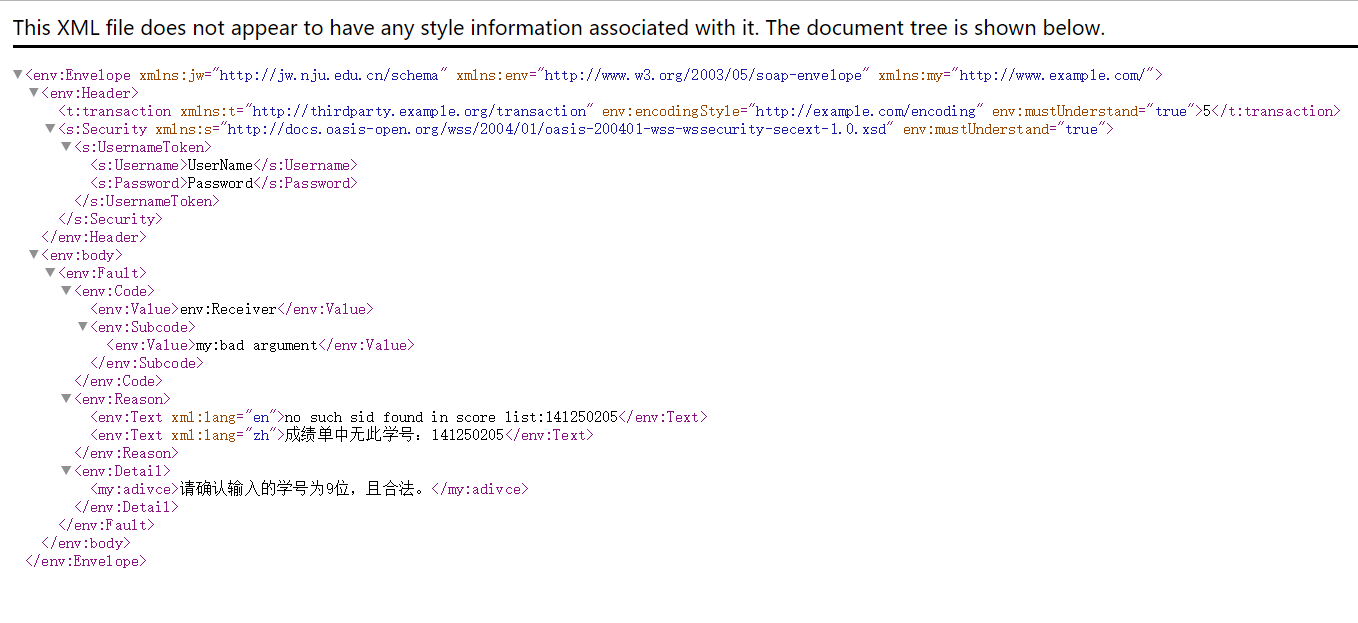 This XML file does not appear to have any style information associated with it. The document tree is shown below.
▼<env:Envelope xmlns:jw="http://jw.nju.edu.cn/schema" xmlns:env="http://www.w3.org/2003/05/soap-envelope" xmlns:my="http://www.example.com/">
▼<env:Header>
<t:transaction xmlns:t="http://thirdparty.example.org/transaction" env:encodingStyle="http://example.com/encoding" env:mustUnderstand="true">5</t:transaction>
▼<s:Security xmlns:s="http://docs.oasis-open.org/wss/2004/01/oasis-200401-wss-wssecurity-secext-1.0.xsd" env:mustUnderstand="true">
▼<s:UsernameToken>
<s:Username>UserName</s:Username>
<s:Password>Password</s:Password>
</s:UsernameToken>
</s:Security>
</env:Header>
▼<env:body>
▼<env:Fault>
▼<env:Code>
<env:Value>env:Receiver</env:Value>
▼<env:Subcode>
<env:Value>my:bad argument</env:Value>
</env:Subcode>
</env:Code>
▼<env:Reason>
<env:Text xml:lang="en">no such sid found in score list:141250205</env:Text>
<env:Text xml:lang="zh">成绩单中无此学号：141250205</env:Text>
</env:Reason>
▼<env:Detail>
<my:adivce>请确认输入的学号为9位，且合法。</my:adivce>
</env:Detail>
</env:Fault>
</env:body>
</env:Envelope>